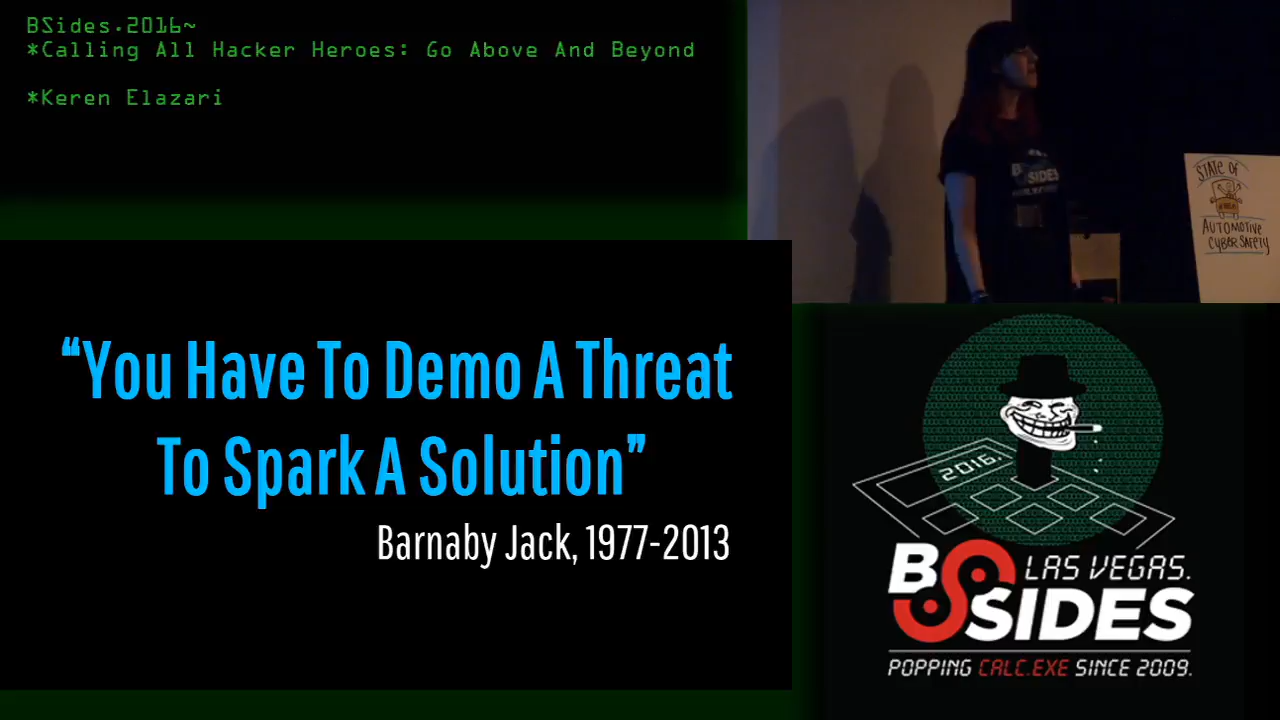 BSides.2016~
*Calling All Hacker Heroes: Go Above And Beyond
*Keren Elazari
BSIDES
STATE OF
AUTOMOTIVE
CYBER SAFETY
“You Have To Demo A Threat
To Spark A Solution”
Barnaby Jack, 1977-2013
2016.
BSIDES
LAS VEGAS.
POPPING CALC.EXE SINCE 2009.